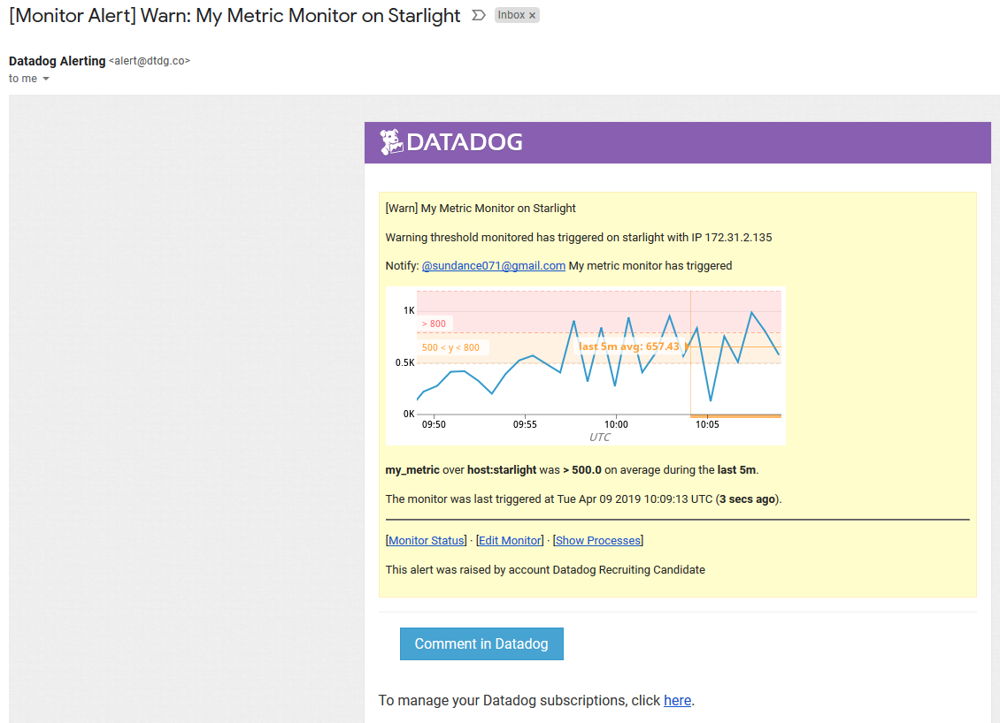 [Monitor Alert] Warn: My Metric Monitor on Starlight
Inbox ×
Datadog Alerting <alert@dtdg.co>
to me
DATADOG
[Warn] My Metric Monitor on Starlight
Warning threshold monitored has triggered on starlight with IP 172.31.2.135
Notify: @sundance071@gmail.com My metric monitor has triggered
1K
> 800
500 < y < 800
last 5m avg: 657.43
0.5K
0K
09:50 09:55 10:00 10:05
UTC
my_metric over host:starlight was > 500.0 on average during the last 5m.
The monitor was last triggered at Tue Apr 09 2019 10:09:13 UTC (3 secs ago).
[Monitor Status] · [Edit Monitor] · [Show Processes]
This alert was raised by account Datadog Recruiting Candidate
Comment in Datadog
To manage your Datadog subscriptions, click here.